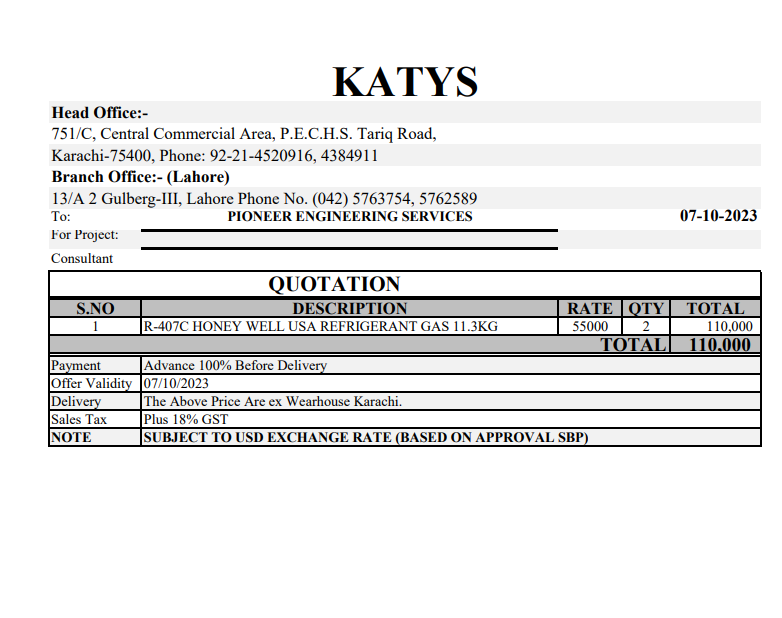 KATYS
Head Office:-
751/C, Central Commercial Area, P.E.C.H.S. Tariq Road,
Karachi-75400, Phone: 92-21-4520916, 4384911
Branch Office:- (Lahore)
13/A 2 Gulberg-III, Lahore Phone No. (042) 5763754, 5762589
To: PIONEER ENGINEERING SERVICES 07-10-2023
For Project:
Consultant
QUOTATION
S.NO DESCRIPTION RATE QTY TOTAL
1 R-407C HONEY WELL USA REFRIGERANT GAS 11.3KG 55000 2 110,000
TOTAL 110,000
Payment Advance 100% Before Delivery
Offer Validity 07/10/2023
Delivery The Above Price Are ex Wearhouse Karachi.
Sales Tax Plus 18% GST
NOTE SUBJECT TO USD EXCHANGE RATE (BASED ON APPROVAL SBP)